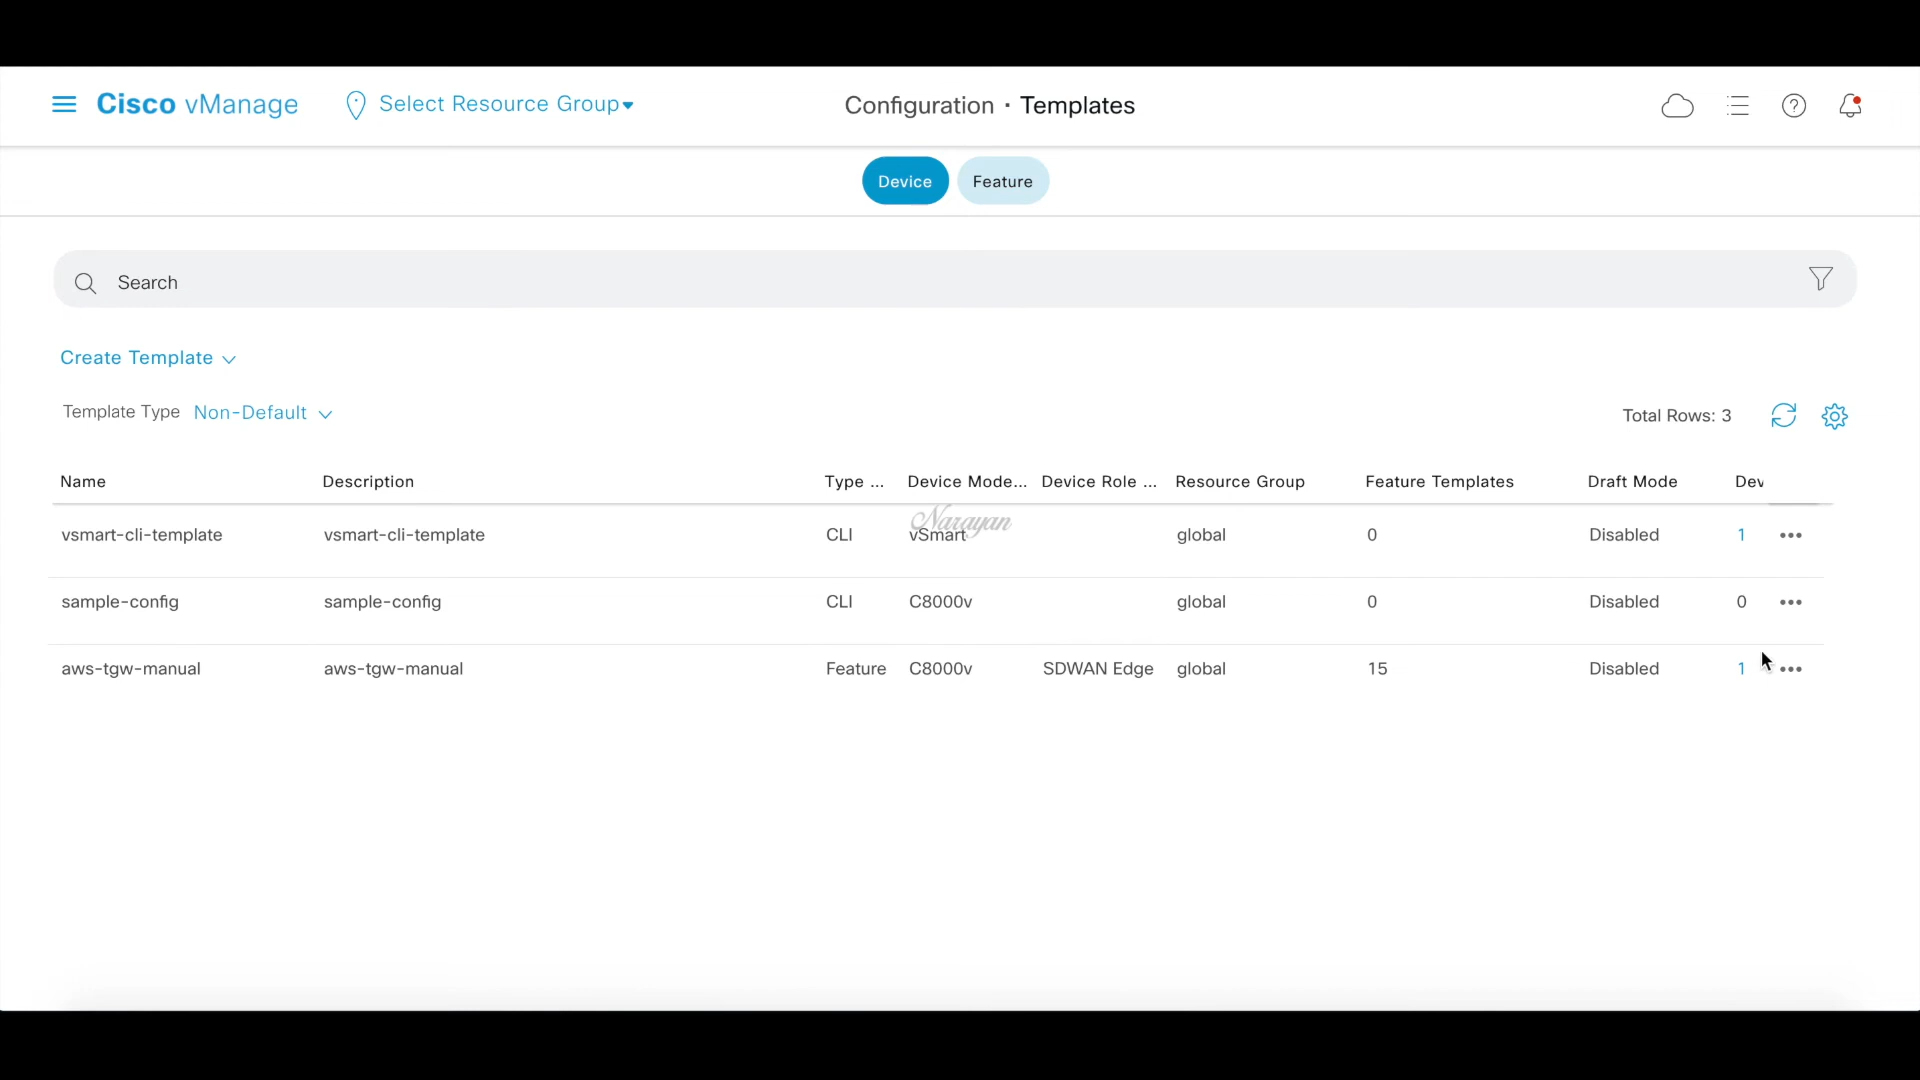 Cisco vManage Select Resource Group Configuration · Templates
Device Feature
Search
Create Template
Template Type Non-Default Total Rows: 3
Name Description Type ... Device Mode... Device Role ... Resource Group Feature Templates Draft Mode Dev
Narayan
vsmart-cli-template vsmart-cli-template CLI vSmart global 0 Disabled 1 •••
sample-config sample-config CLI C8000v global 0 Disabled 0 •••
aws-tgw-manual aws-tgw-manual Feature C8000v SDWAN Edge global 15 Disabled 1 •••